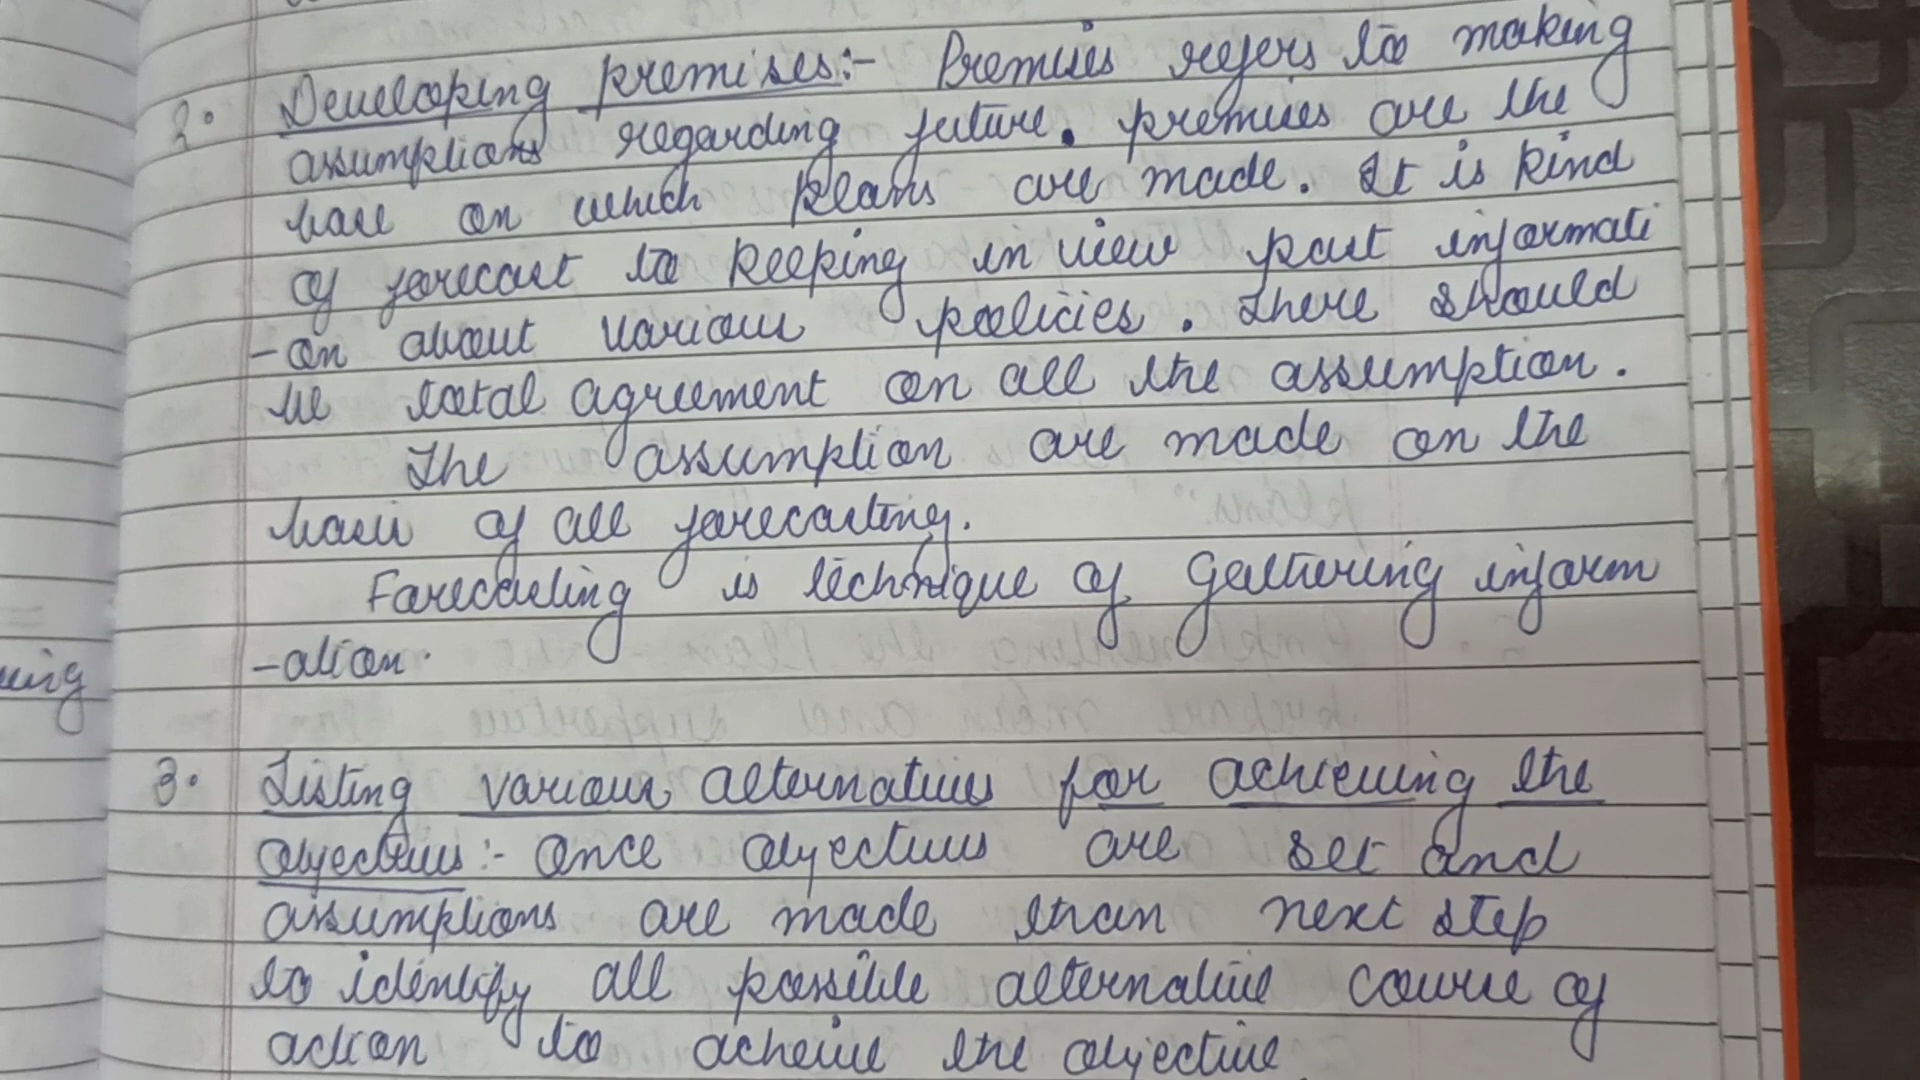 2. Developing premises:- Premises refers to making
assumptions regarding future. premises are the
base on which plans are made. It is kind
of forecast to keeping in view past informati
-on about various policies. There should
be total agreement on all the assumption.
The assumption are made on the
basis of all forecasting.
Forecasting is technique of gathering inform
-ation.
ing
3. Listing various alternatives for achieving the
objectives:- once objectives are set and
assumptions are made than next step
to identify all possible alternative course of
action to acheive the objective